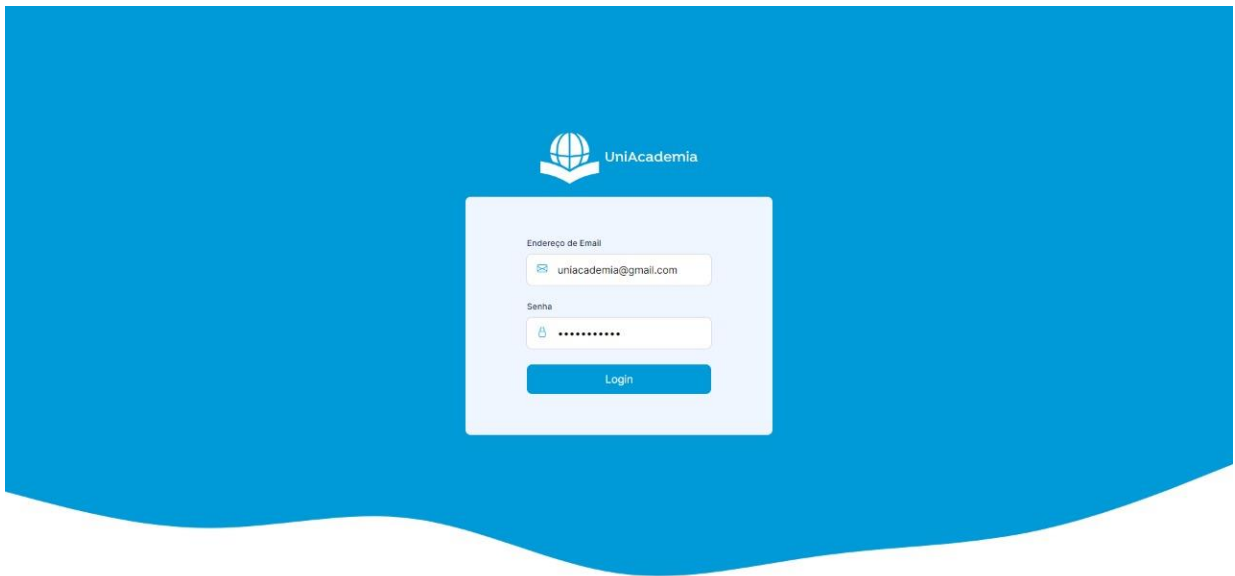 UniAcademia
Endereço de Email
uniacademia@gmail.com
Senha
•••••••••••
Login